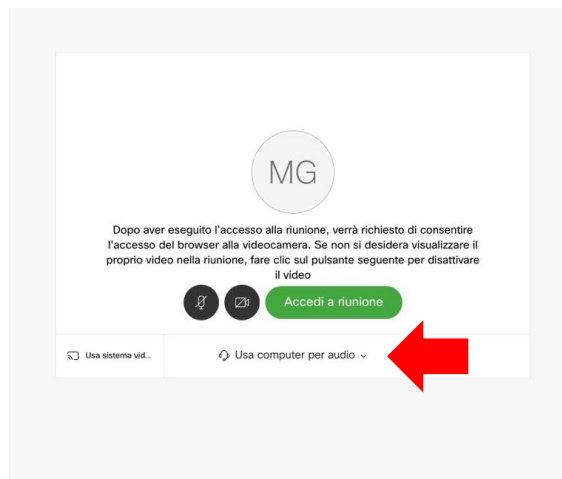 MG
Dopo aver eseguito l'accesso alla riunione, verrà richiesto di consentire
l'accesso del browser alla videocamera. Se non si desidera visualizzare il
proprio video nella riunione, fare clic sul pulsante seguente per disattivare
il video
Accedi a riunione
Usa sistema vid...
Usa computer per audio